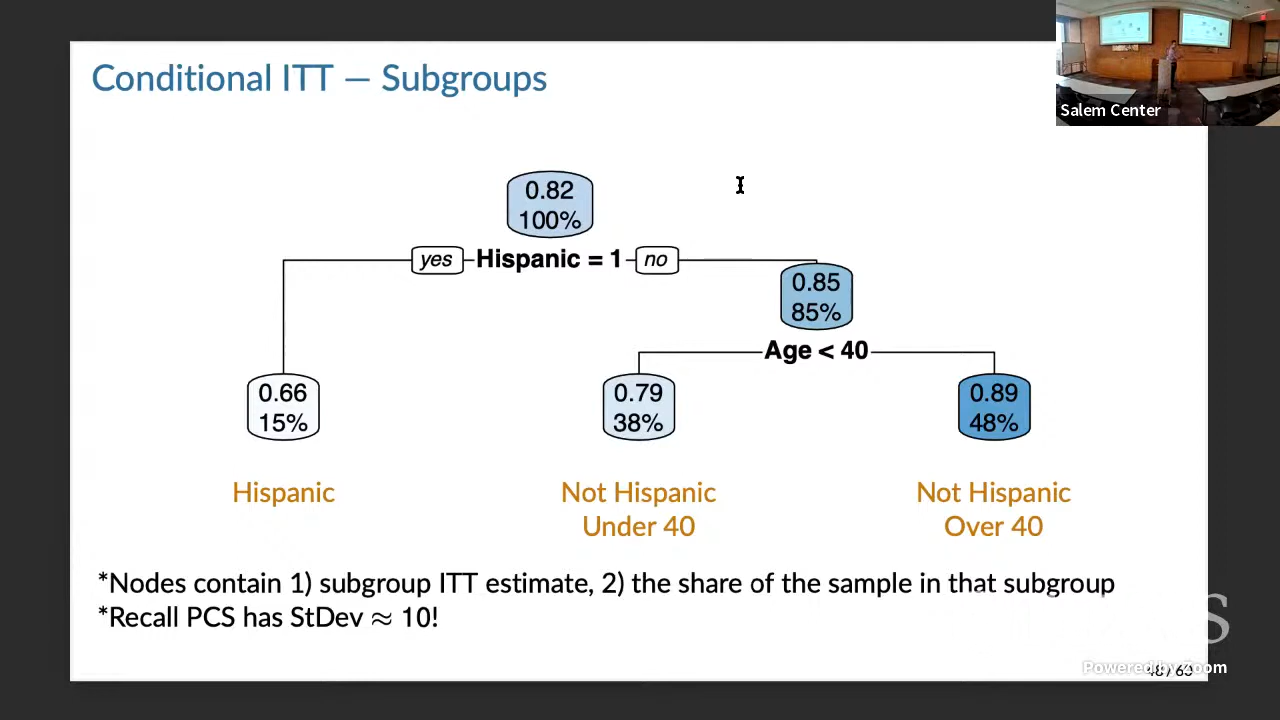 Conditional ITT — Subgroups
Salem Center
0.82
100%
yes Hispanic = 1 no
0.85
85%
Age < 40
0.66
15%
0.79
38%
0.89
48%
Hispanic
Not Hispanic
Under 40
Not Hispanic
Over 40
*Nodes contain 1) subgroup ITT estimate, 2) the share of the sample in that subgroup
*Recall PCS has StDev ≈ 10!
Powered by Zoom